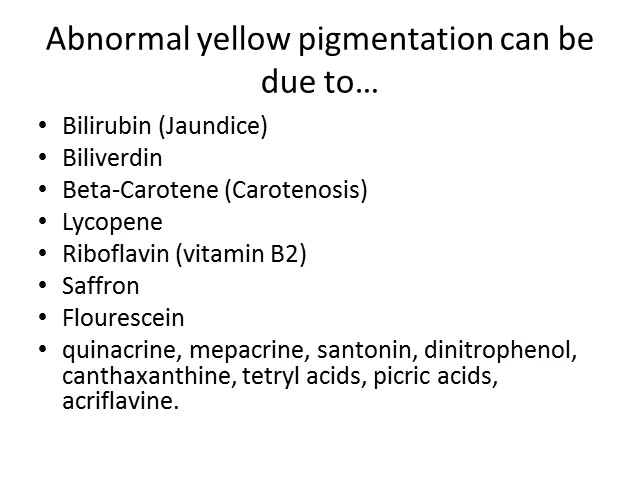 Abnormal yellow pigmentation can be
due to…
• Bilirubin (Jaundice)
• Biliverdin
• Beta-Carotene (Carotenosis)
• Lycopene
• Riboflavin (vitamin B2)
• Saffron
• Flourescein
• quinacrine, mepacrine, santonin, dinitrophenol,
canthaxanthine, tetryl acids, picric acids,
acriflavine.